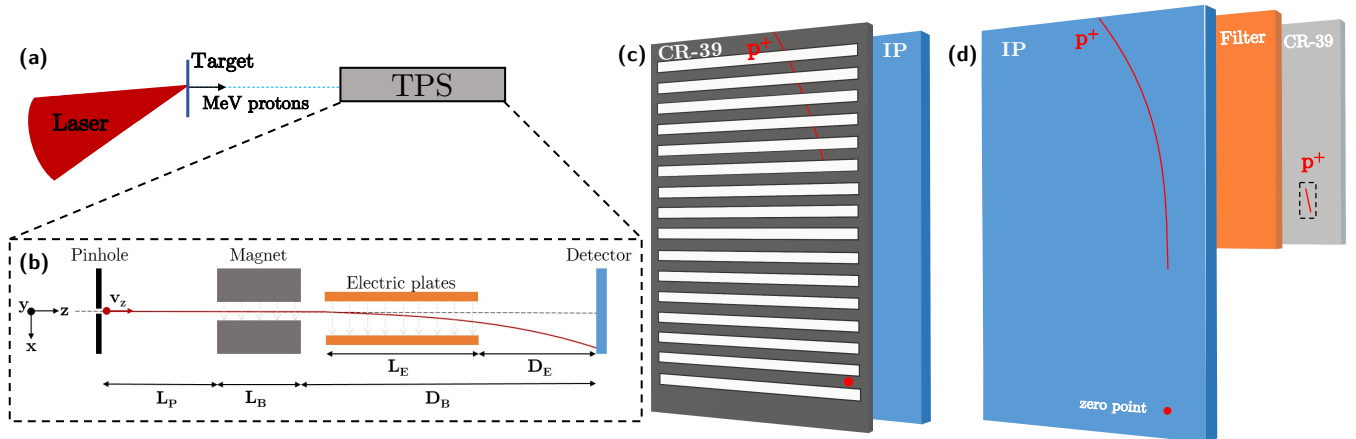 (a)
Target
MeV protons
Laser
TPS
(b)
Pinhole
Magnet
Electric plates
Detector
y
z
x
v_z
L_E
D_E
L_P
L_B
D_B
(c)
CR-39
p⁺
IP
(d)
IP
p⁺
Filter
CR-39
p⁺
zero point